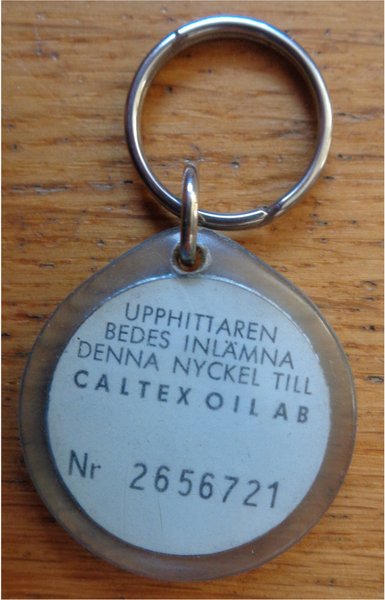 UPPHITTAREN
BEDES INLÄMNA
DENNA NYCKEL TILL
CALTEX OIL AB
Nr 2656721